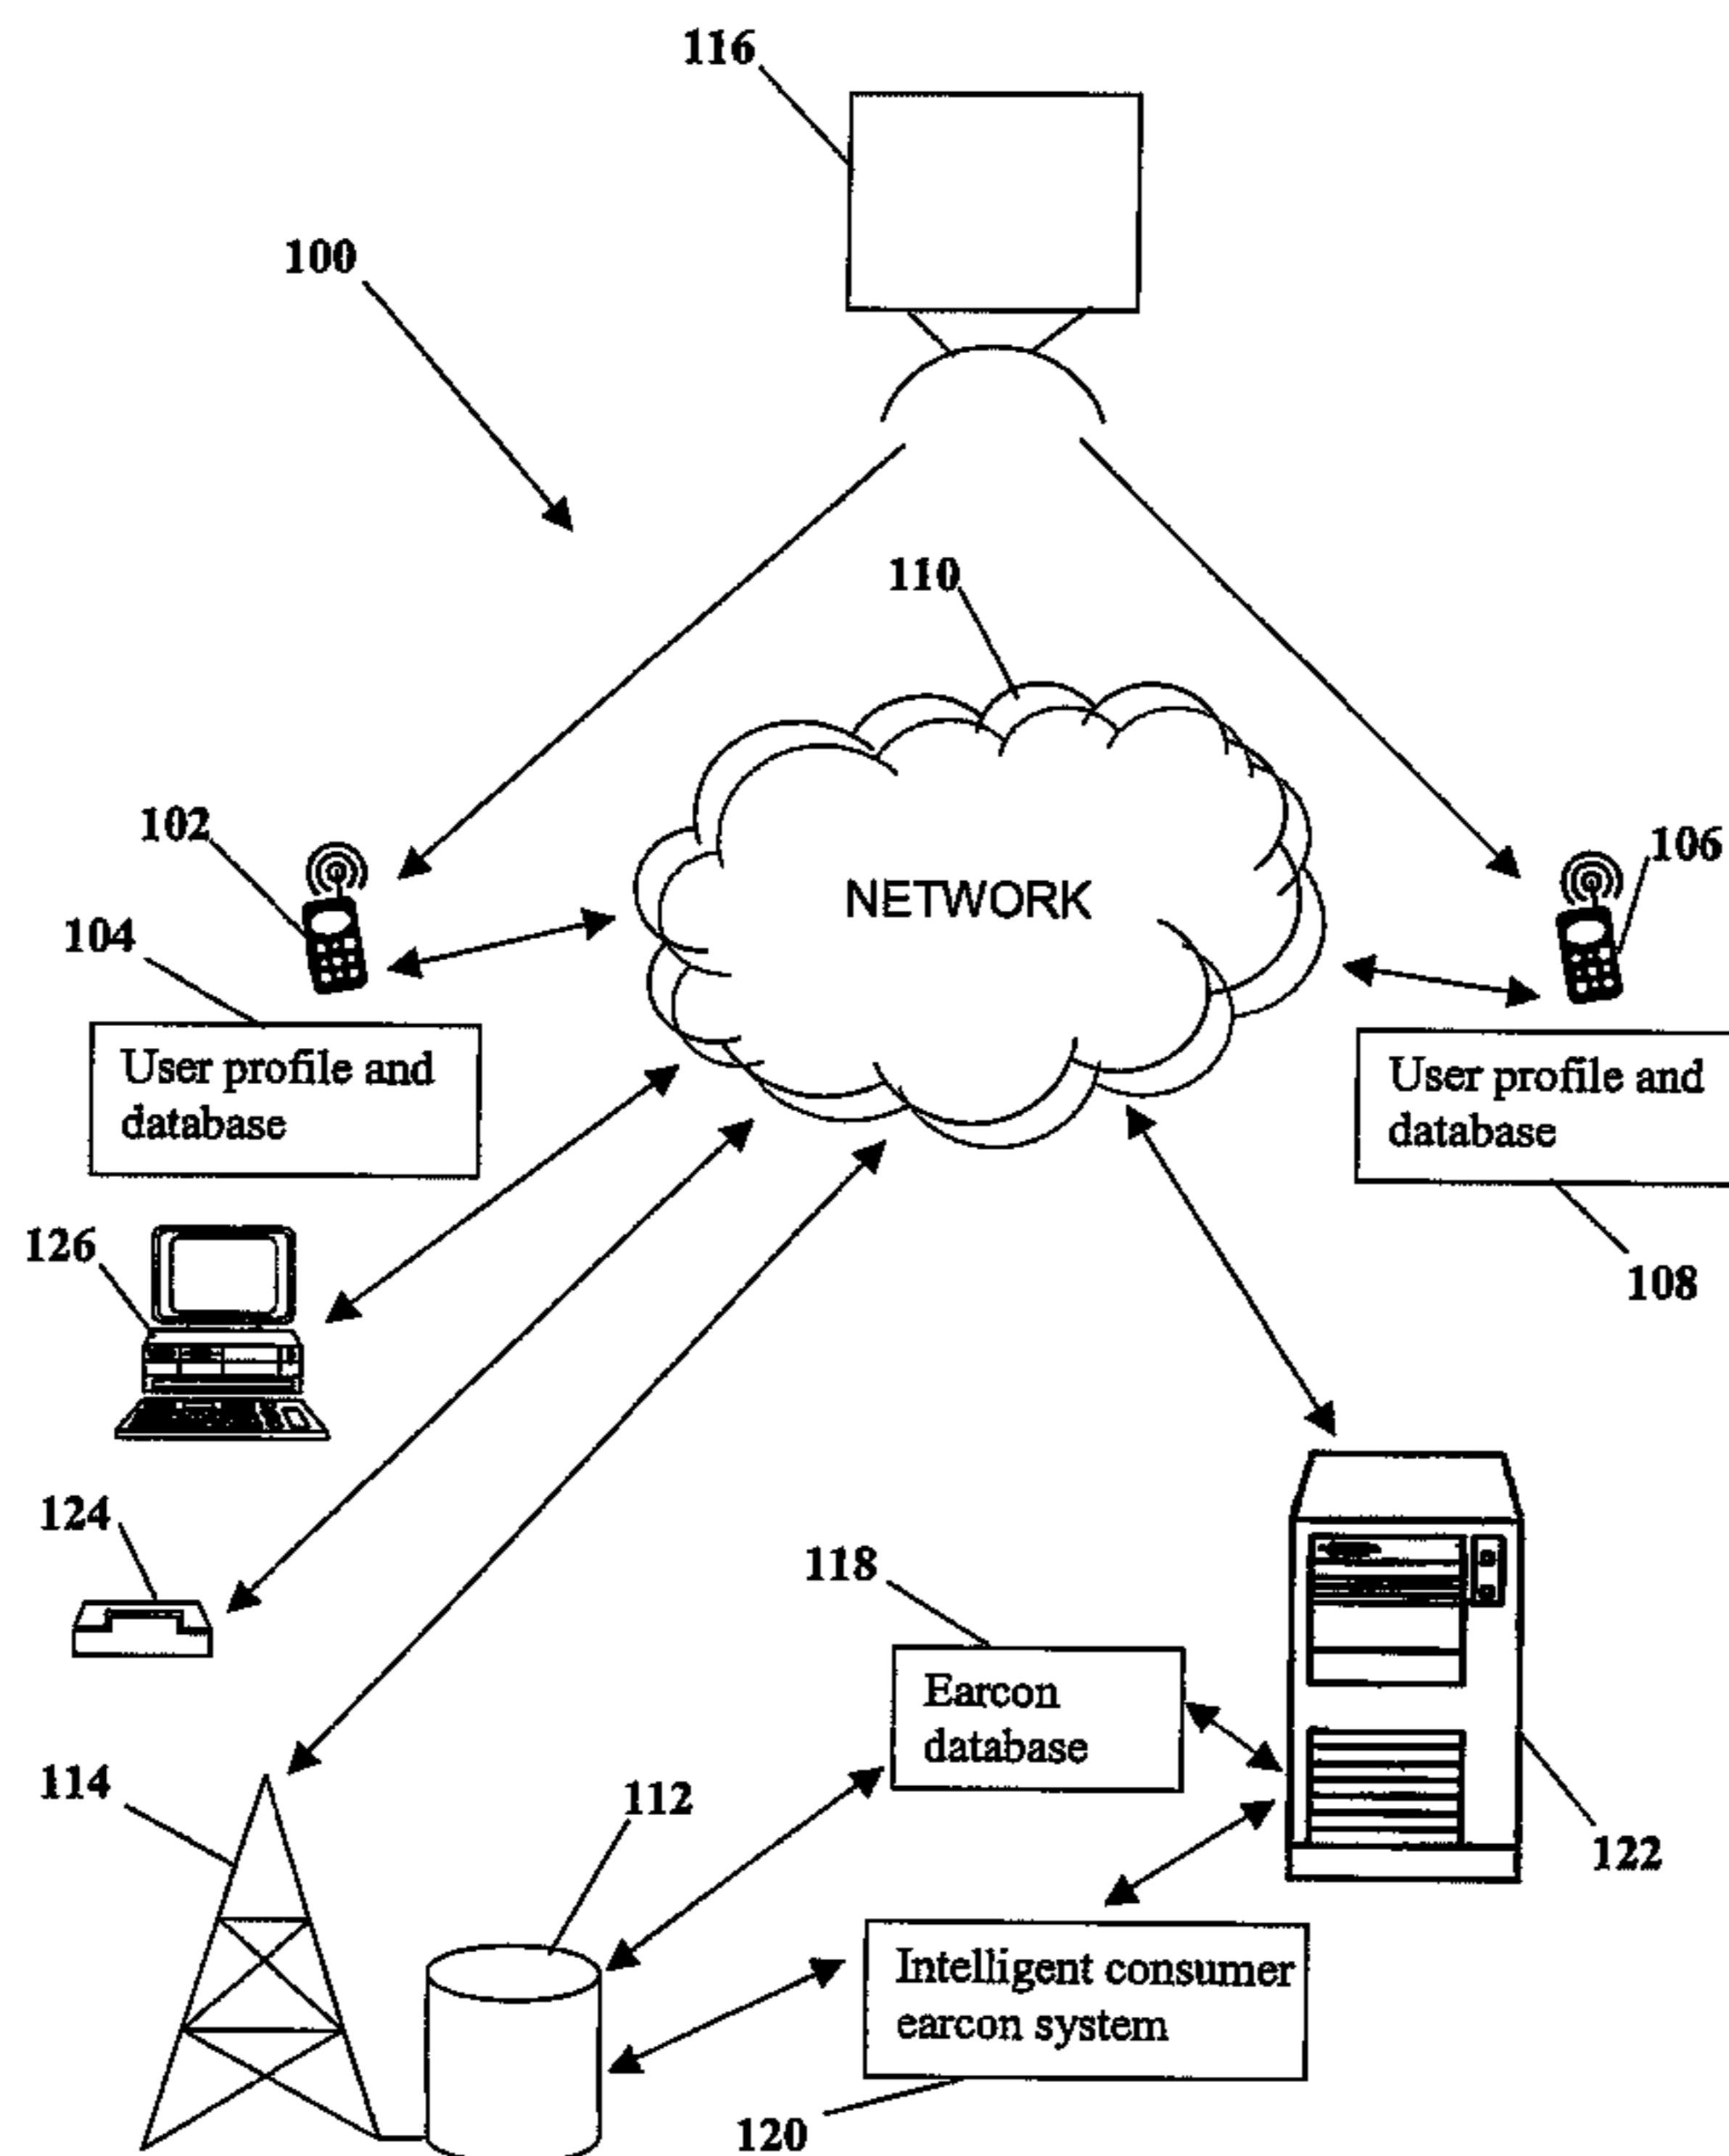 116
100
110
102
106
NETWORK
104
User profile and
database
User profile and
database
126
108
124
118
Earcon
database
114
112
122
Intelligent consumer
earcon system
120